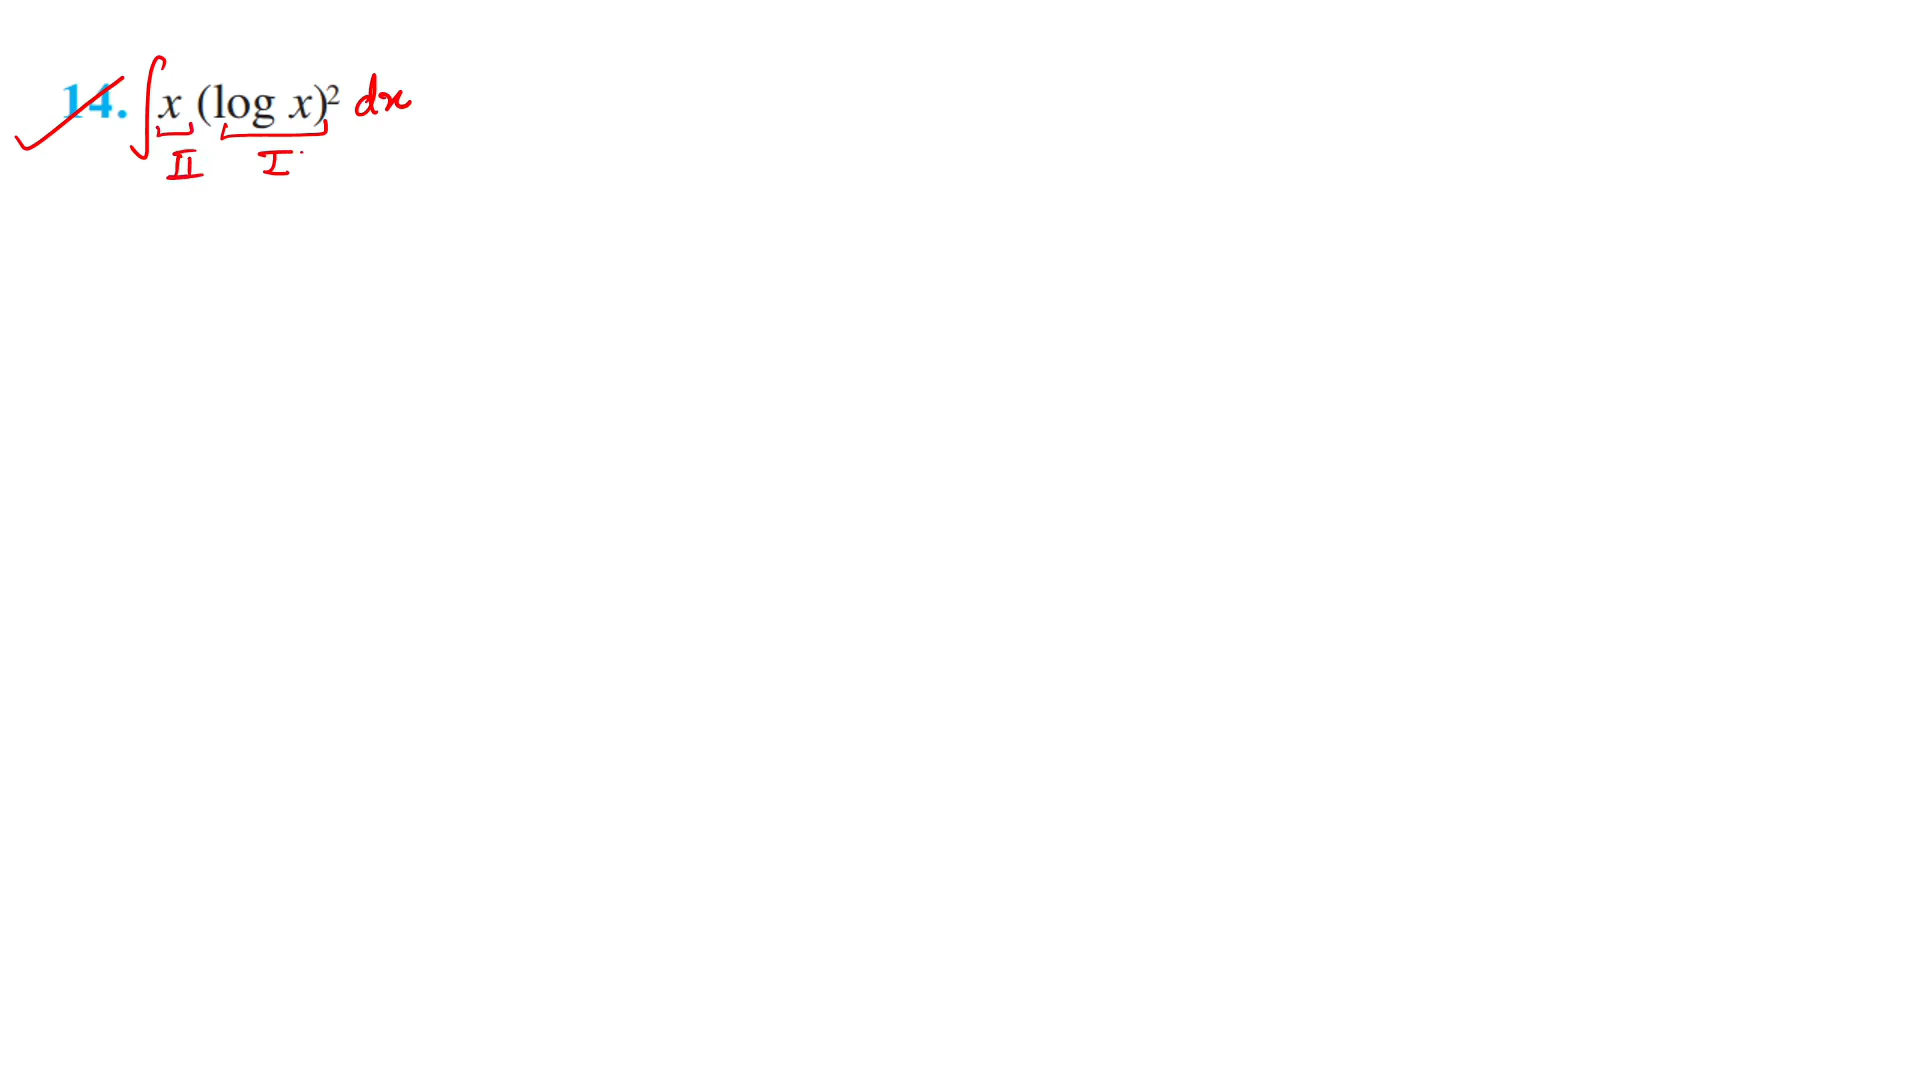 14. ∫ x (log x)² dx
II I